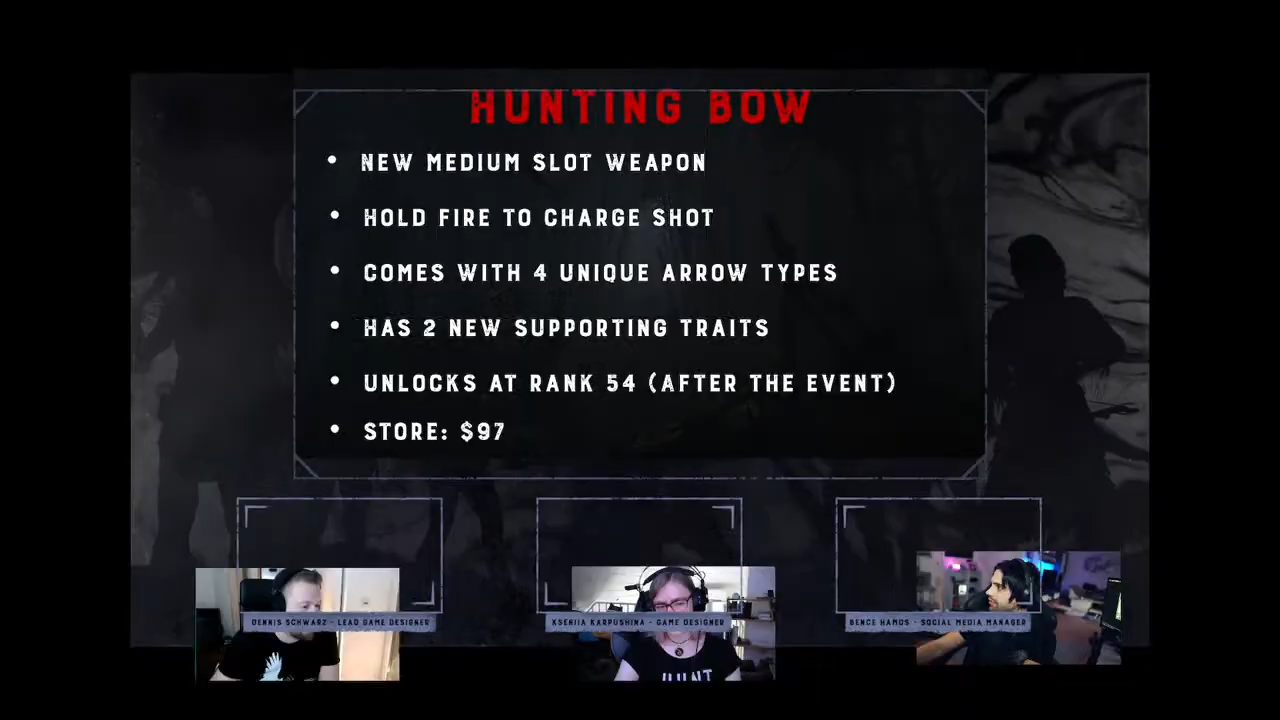 HUNTING BOW
• NEW MEDIUM SLOT WEAPON
• HOLD FIRE TO CHARGE SHOT
• COMES WITH 4 UNIQUE ARROW TYPES
• HAS 2 NEW SUPPORTING TRAITS
• UNLOCKS AT RANK 54 (AFTER THE EVENT)
• STORE: $97
DENNIS SCHWARZ - LEAD GAME DESIGNER
KSENIIA KARPUSHINA - GAME DESIGNER
BENCE HAMOS - SOCIAL MEDIA MANAGER
HUNT